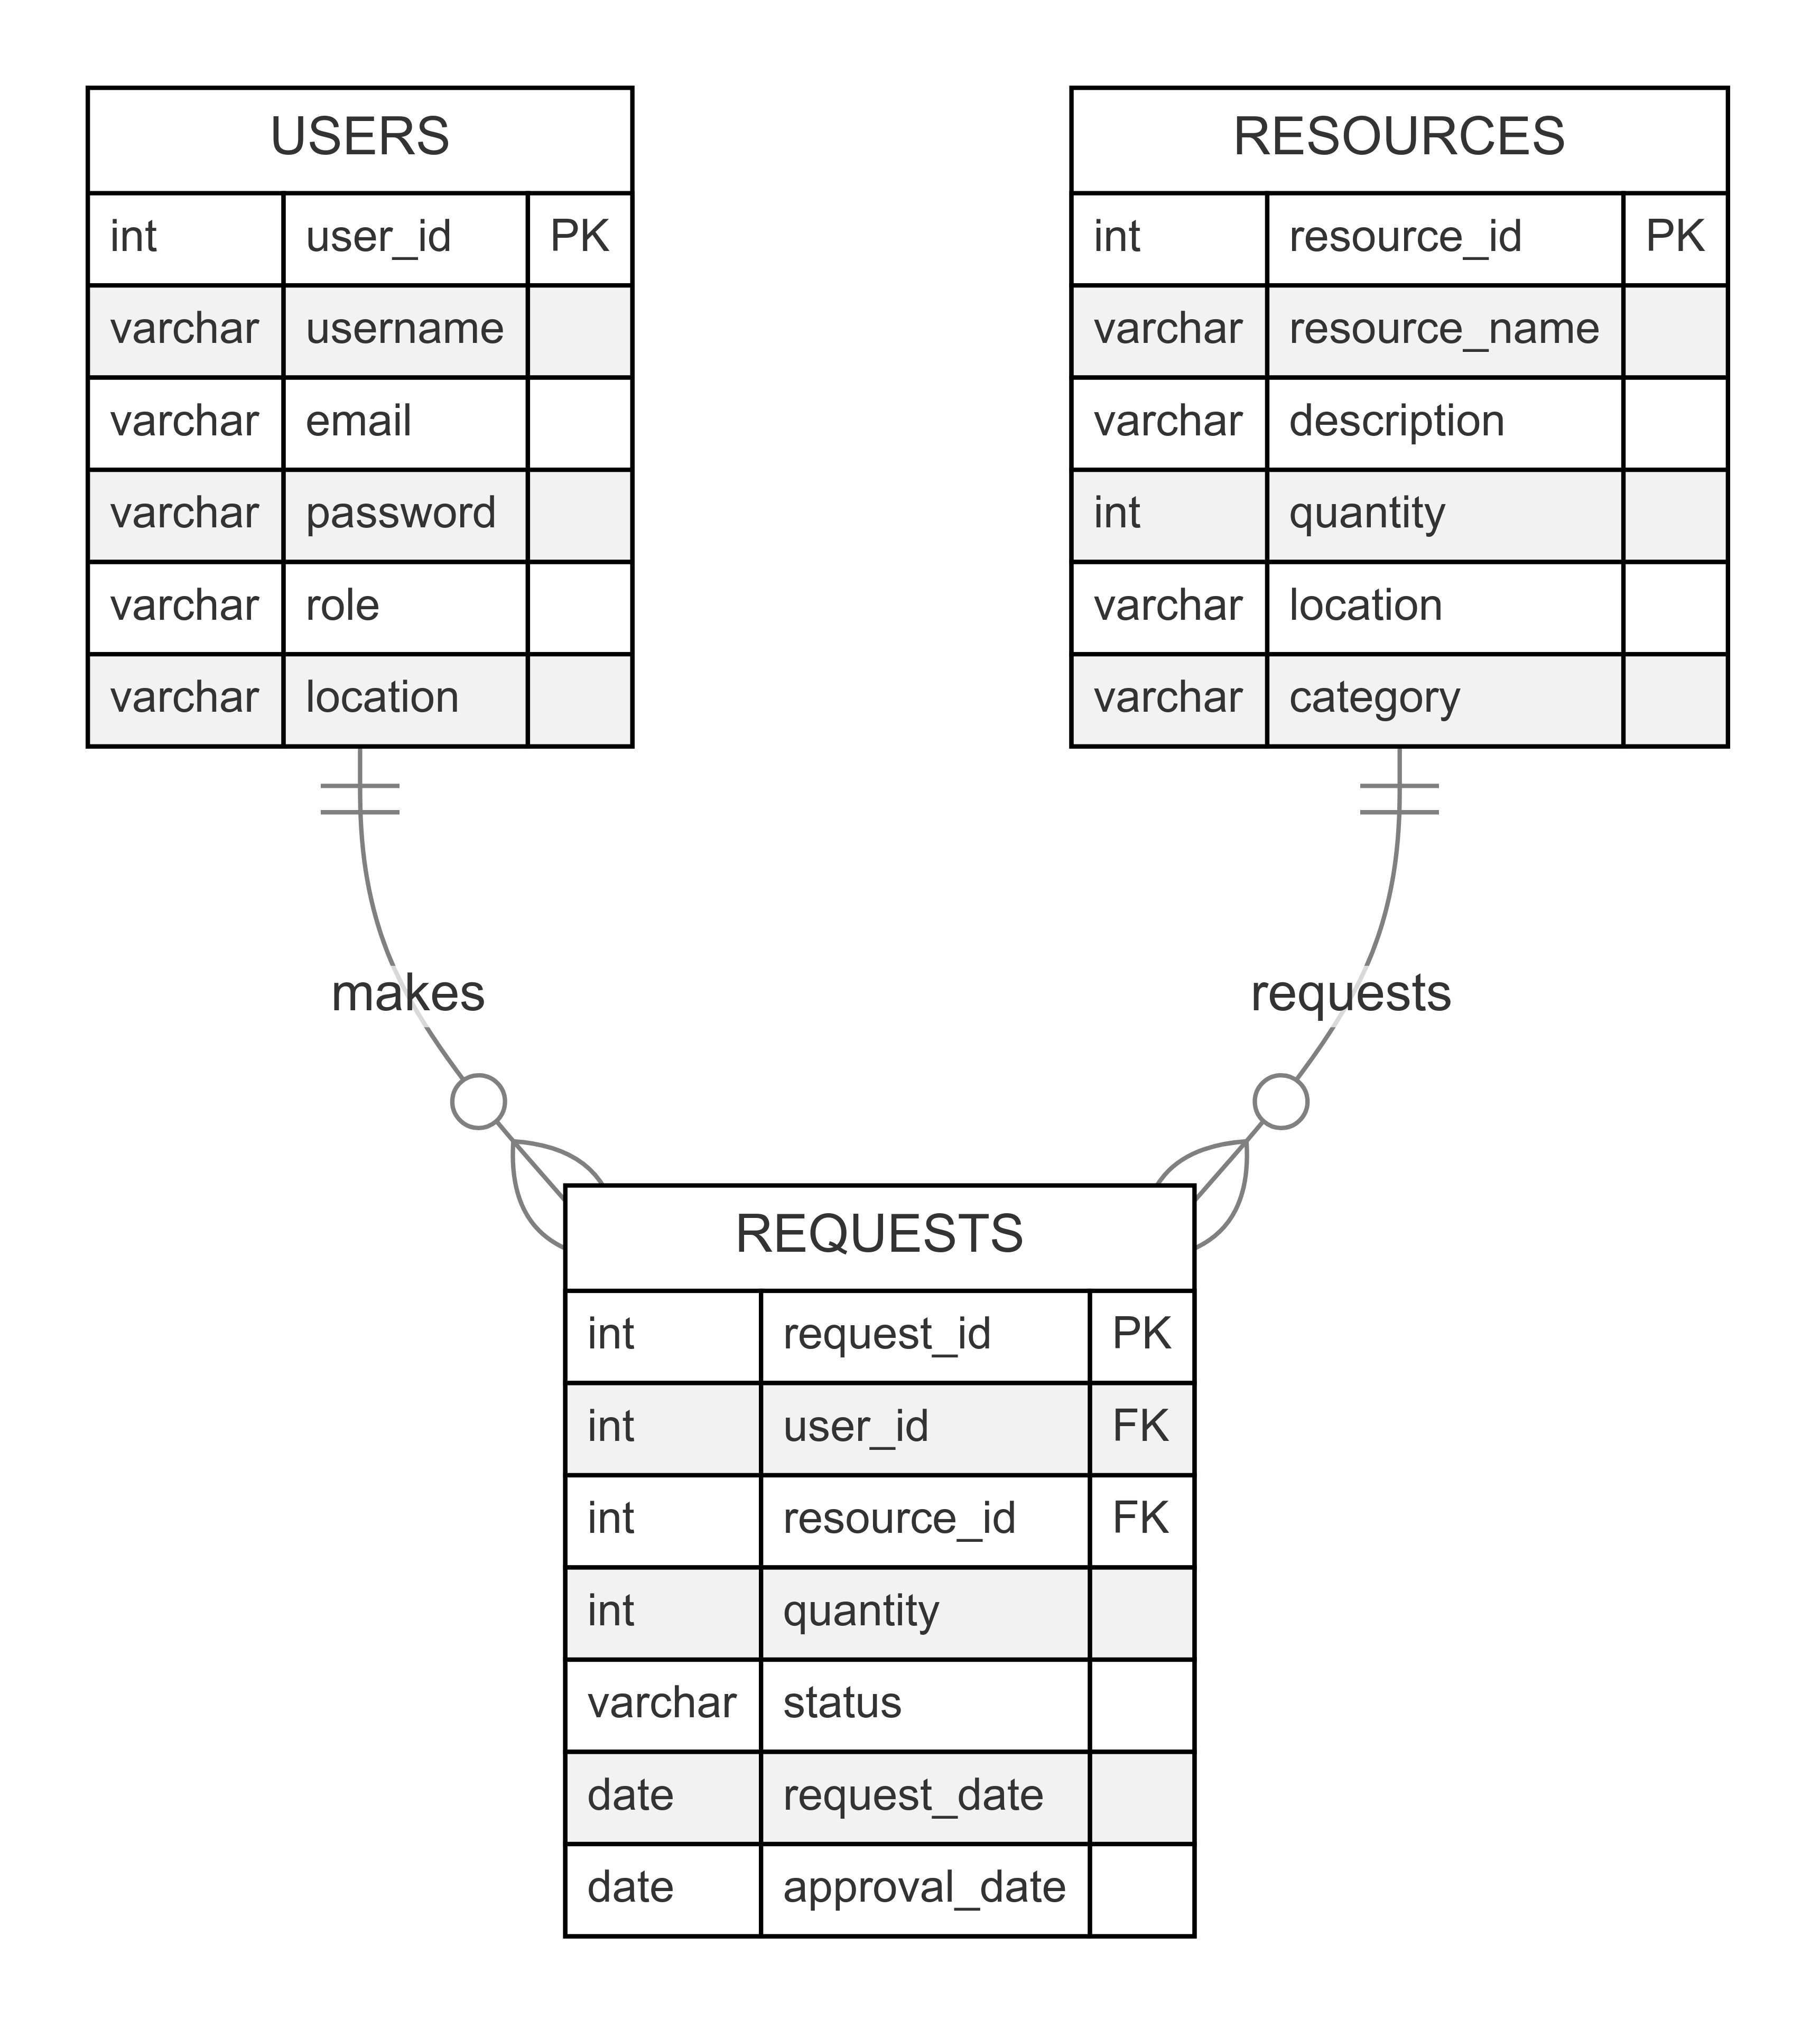 USERS
int user_id PK
varchar username
varchar email
varchar password
varchar role
varchar location
RESOURCES
int resource_id PK
varchar resource_name
varchar description
int quantity
varchar location
varchar category
makes
requests
REQUESTS
int request_id PK
int user_id FK
int resource_id FK
int quantity
varchar status
date request_date
date approval_date